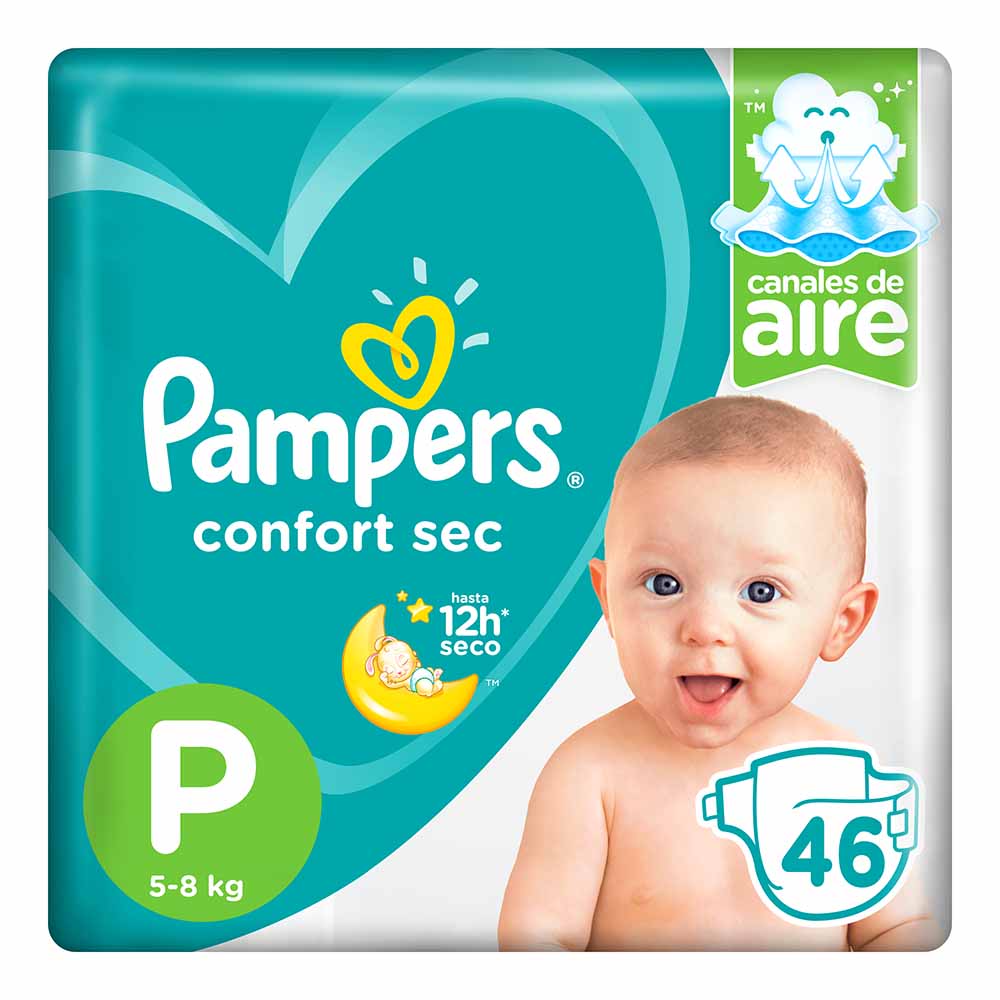 TM
canales de
aire
Pampers®
confort sec
hasta
12h*
seco
TM
P
5-8 kg
46